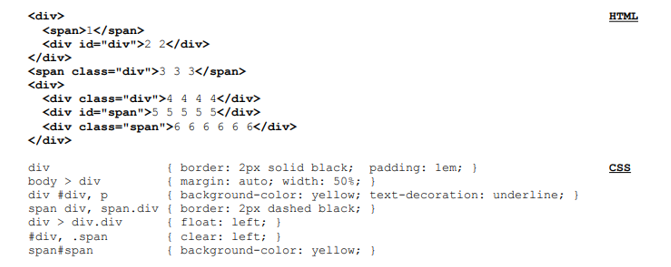 <div> HTML
<span>1</span>
<div id="div">2 2</div>
</div>
<span class="div">3 3 3</span>
<div>
<div class="div">4 4 4 4</div>
<div id="span">5 5 5 5 5</div>
<div class="span">6 6 6 6 6 6</div>
</div>
div { border: 2px solid black; padding: 1em; } CSS
body > div { margin: auto; width: 50%; }
div #div, p { background-color: yellow; text-decoration: underline; }
span div, span.div { border: 2px dashed black; }
div > div.div { float: left; }
#div, .span { clear: left; }
span#span { background-color: yellow; }